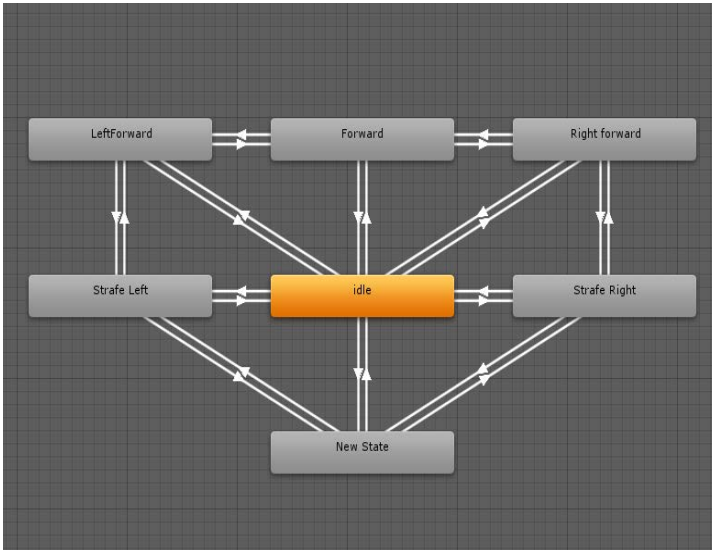 LeftForward
Forward
Right forward
Strafe Left
idle
Strafe Right
New State